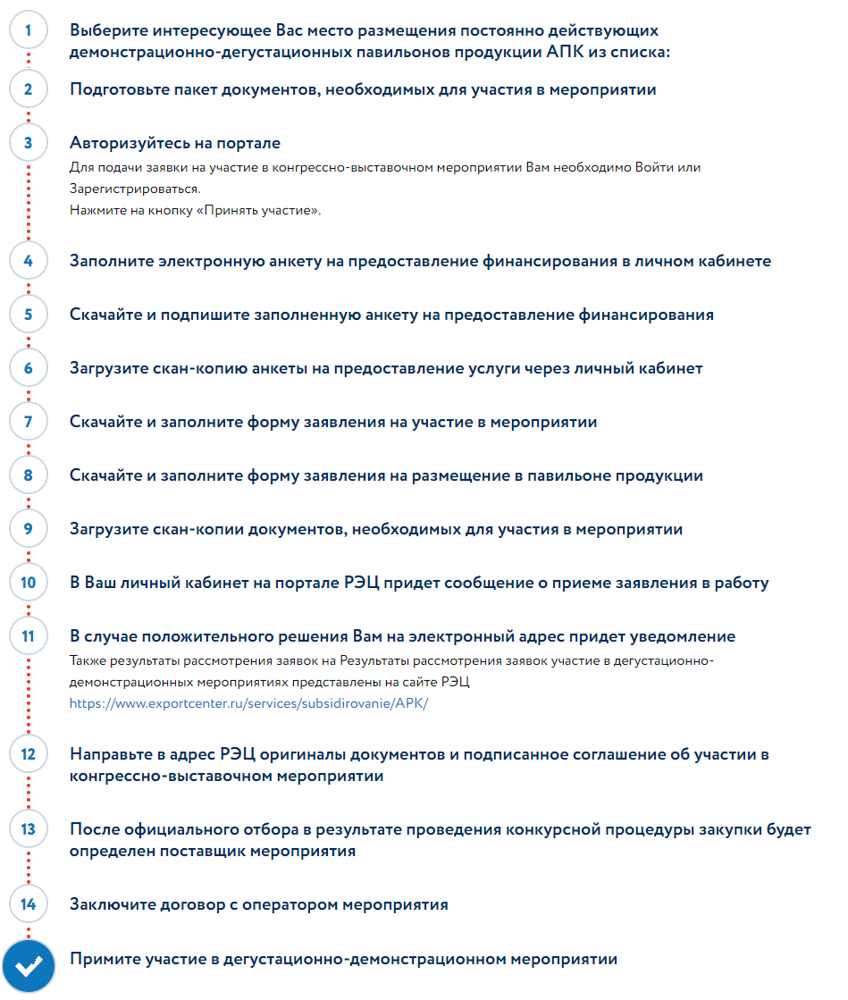 1
Выберите интересующее Вас место размещения постоянно действующих
демонстрационно-дегустационных павильонов продукции АПК из списка:
2
Подготовьте пакет документов, необходимых для участия в мероприятии
3
Авторизуйтесь на портале
Для подачи заявки на участие в конгрессно-выставочном мероприятии Вам необходимо Войти или
Зарегистрироваться.
Нажмите на кнопку «Принять участие».
4
Заполните электронную анкету на предоставление финансирования в личном кабинете
5
Скачайте и подпишите заполненную анкету на предоставление финансирования
6
Загрузите скан-копию анкеты на предоставление услуги через личный кабинет
7
Скачайте и заполните форму заявления на участие в мероприятии
8
Скачайте и заполните форму заявления на размещение в павильоне продукции
9
Загрузите скан-копии документов, необходимых для участия в мероприятии
10
В Ваш личный кабинет на портале РЭЦ придет сообщение о приеме заявления в работу
11
В случае положительного решения Вам на электронный адрес придет уведомление
Также результаты рассмотрения заявок на Результаты рассмотрения заявок участие в дегустационно-
демонстрационных мероприятиях представлены на сайте РЭЦ
https://www.exportcenter.ru/services/subsidirovanie/APK/
12
Направьте в адрес РЭЦ оригиналы документов и подписанное соглашение об участии в
конгрессно-выставочном мероприятии
13
После официального отбора в результате проведения конкурсной процедуры закупки будет
определен поставщик мероприятия
14
Заключите договор с оператором мероприятия
Примите участие в дегустационно-демонстрационном мероприятии